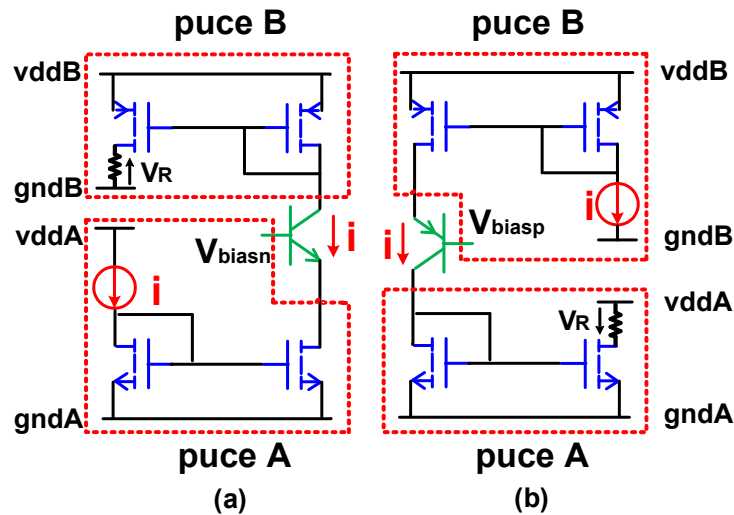 puce B
vddB
VR
gndB
vddA
Vbiasn
i
i
gndA
puce A
(a)
puce B
vddB
i
Vbiasp
i
gndB
vddA
VR
gndA
puce A
(b)